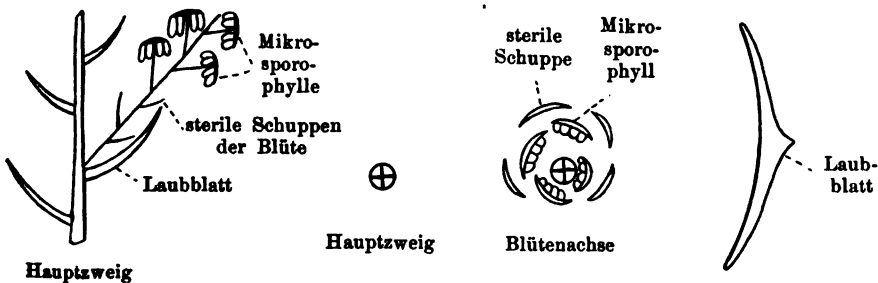 Mikro-
sporo-
phylle
sterile Schuppen
der Blüte
Laubblatt
Hauptzweig
Hauptzweig
sterile
Schuppe
Mikro-
sporo-
phyll
Blütenachse
Laub-
blatt